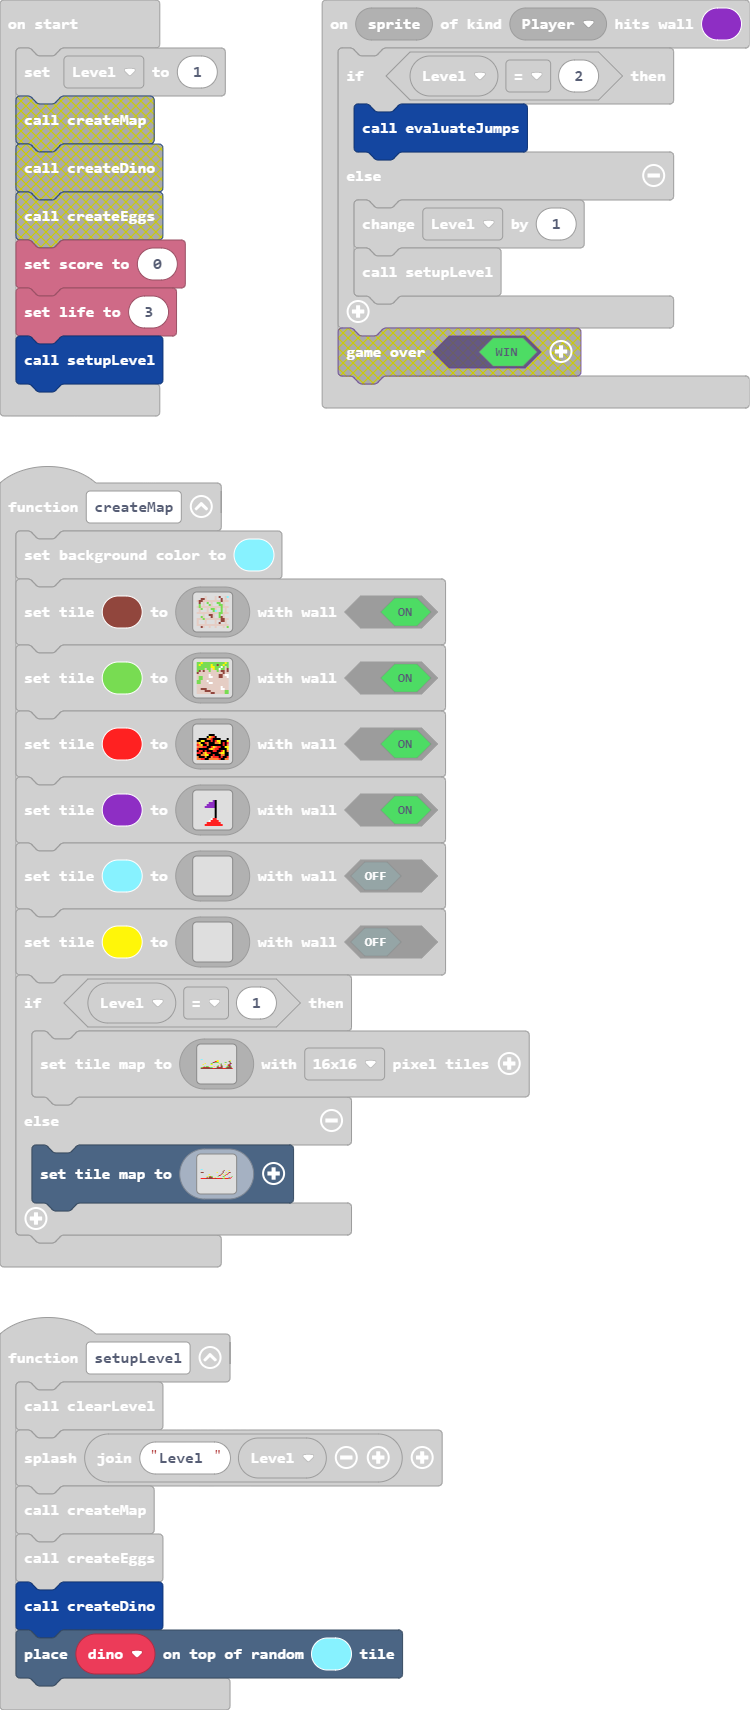 on start
set Level to 1
call createMap
call createDino
call createEggs
set score to 0
set life to 3
call setupLevel
on sprite of kind Player hits wall
if Level = 2 then
call evaluateJumps
else
change Level by 1
call setupLevel
game over WIN
function createMap
set background color to
set tile to with wall ON
set tile to with wall ON
set tile to with wall ON
set tile to with wall ON
set tile to with wall OFF
set tile to with wall OFF
if Level = 1 then
set tile map to with 16x16 pixel tiles
else
set tile map to
function setupLevel
call clearLevel
splash join "Level " Level
call createMap
call createEggs
call createDino
place dino on top of random tile